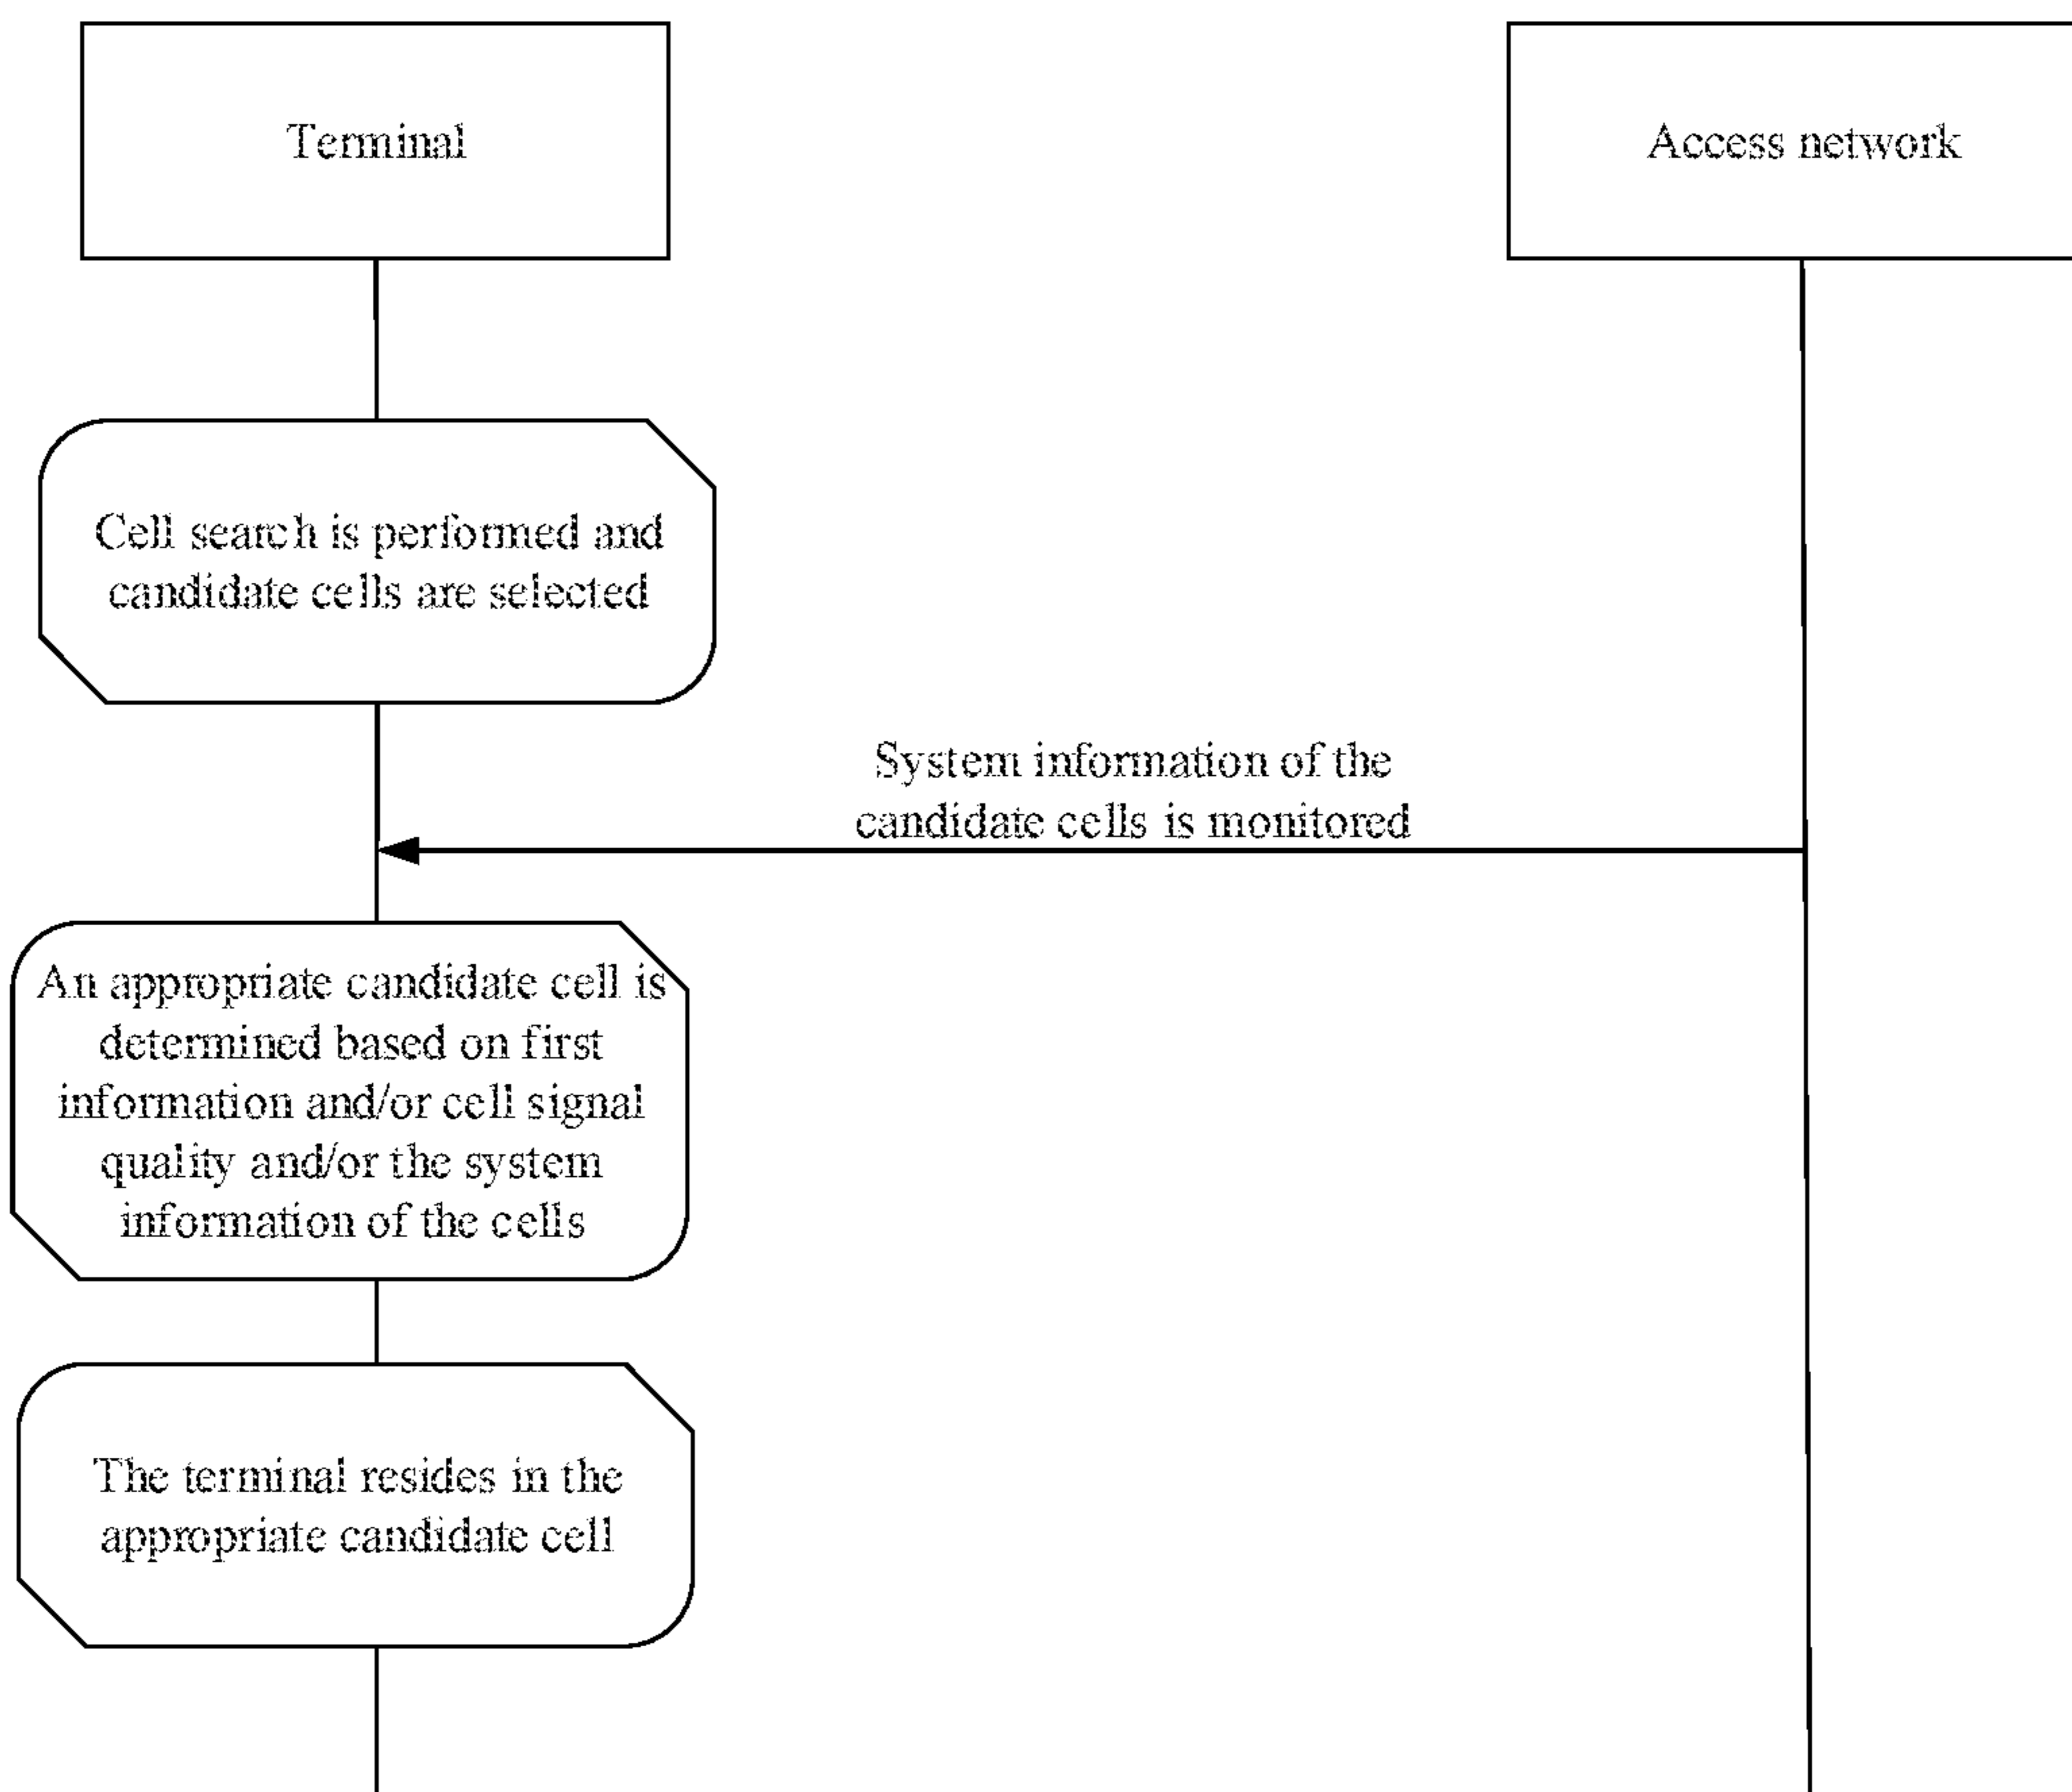 Terminal
Access network
Cell search is performed and
candidate cells are selected
System information of the
candidate cells is monitored
An appropriate candidate cell is
determined based on first
information and/or cell signal
quality and/or the system
information of the cells
The terminal resides in the
appropriate candidate cell